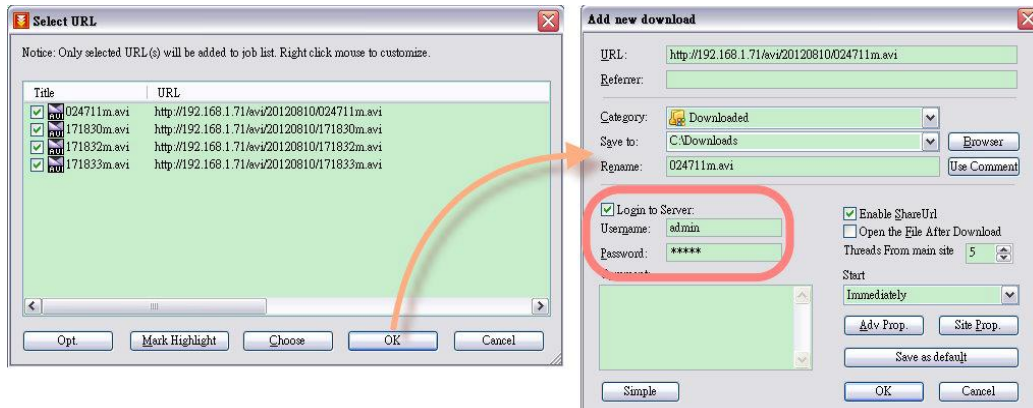 Select URL
Notice: Only selected URL(s) will be added to job list. Right click mouse to customize.
Title URL
024711m.avi http://192.168.1.71/avi/20120810/024711m.avi
171830m.avi http://192.168.1.71/avi/20120810/171830m.avi
171832m.avi http://192.168.1.71/avi/20120810/171832m.avi
171833m.avi http://192.168.1.71/avi/20120810/171833m.avi
Opt. Mark Highlight Choose OK Cancel
Add new download
URL: http://192.168.1.71/avi/20120810/024711m.avi
Referrer:
Category: Downloaded
Save to: C:\Downloads Browser
Rename: 024711m.avi Use Comment
Login to Server:
Username: admin
Password: *****
Enable ShareUrl
Open the File After Download
Threads From main site 5
Start
Immediately
Adv Prop. Site Prop.
Save as default
Simple OK Cancel